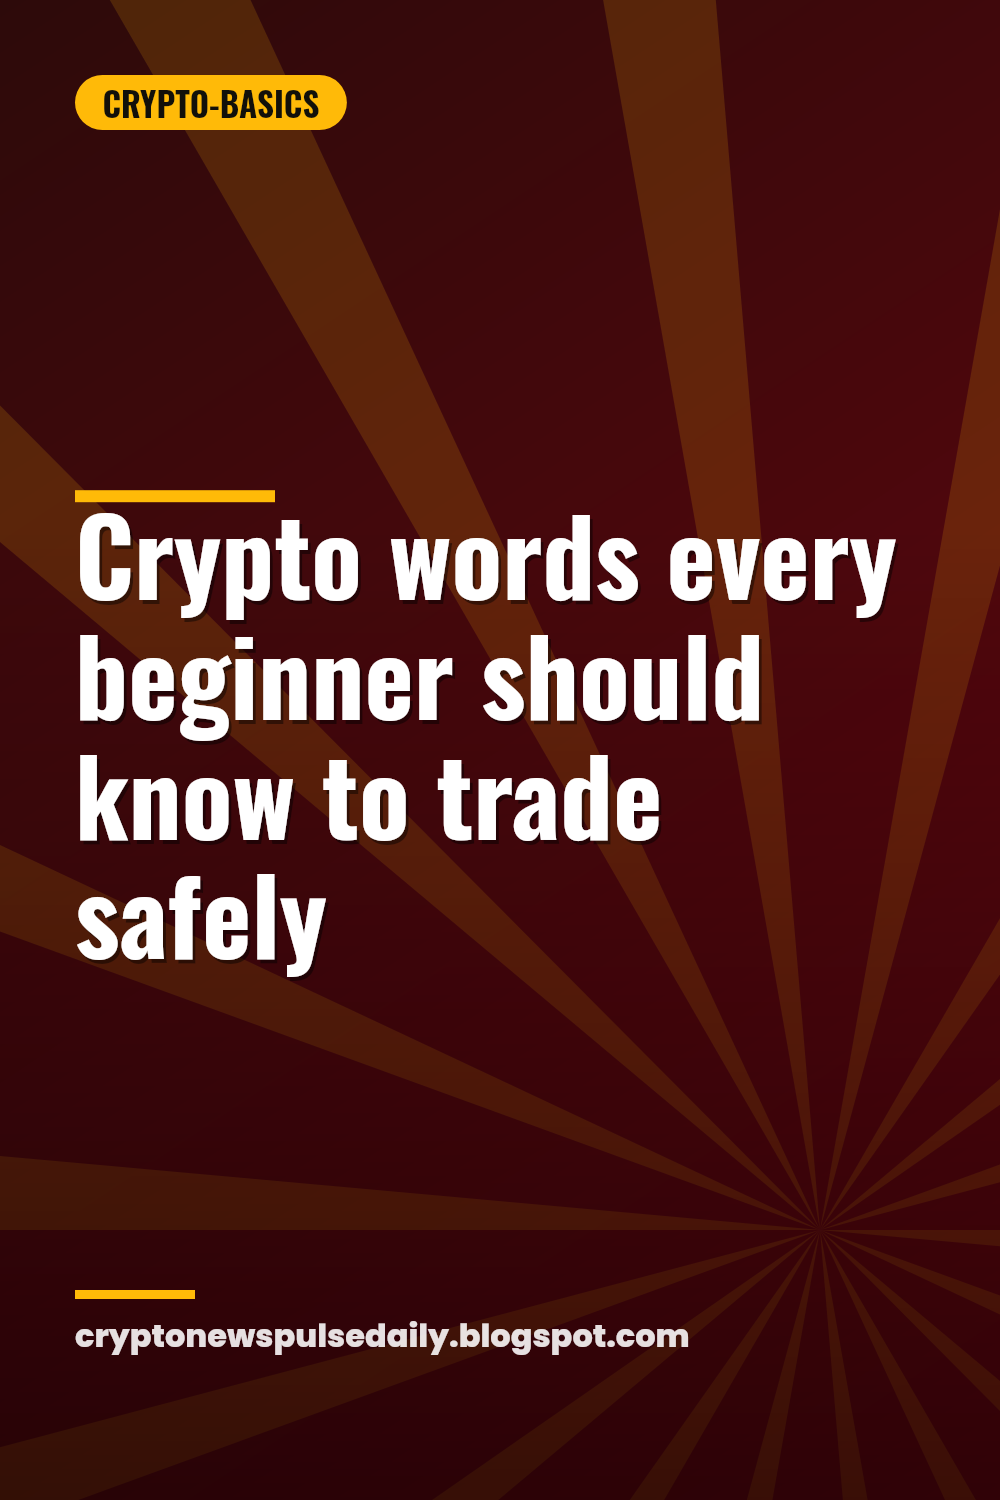 CRYPTO-BASICS
Crypto words every
beginner should
know to trade
safely
cryptonewspulsedaily.blogspot.com